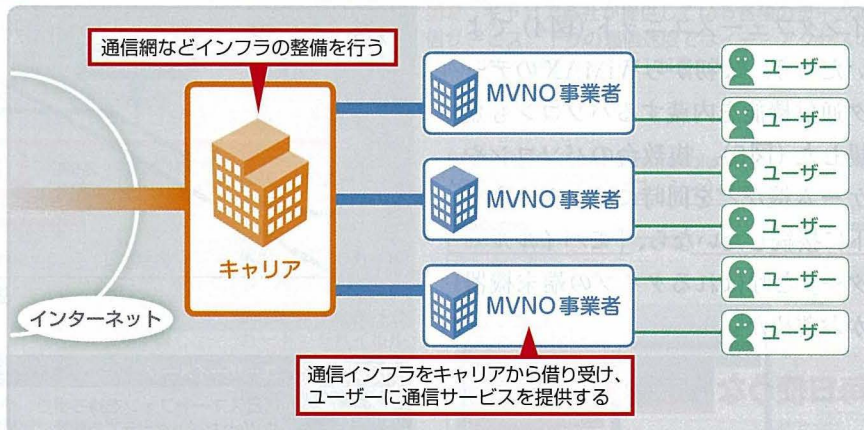 通信網などインフラの整備を行う
キャリア
インターネット
MVNO事業者
MVNO事業者
MVNO事業者
ユーザー
ユーザー
ユーザー
ユーザー
ユーザー
ユーザー
通信インフラをキャリアから借り受け、
ユーザーに通信サービスを提供する